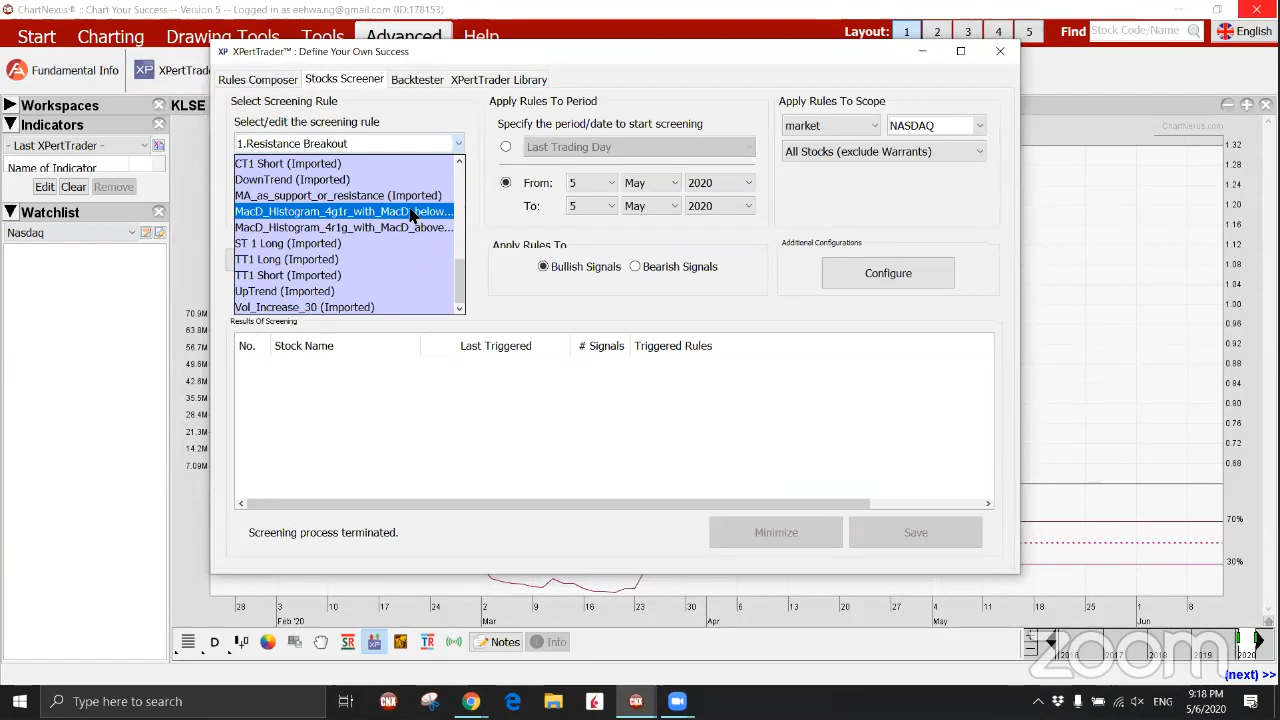 ChartNexus® :: Chart Your Success -- Version 5 -- Logged in as eehwa.ng@gmail.com (ID:178153)
Start Charting Drawing Tools Tools Advanced Help
Layout: 1 2 3 4 5 Find Stock Code/Name English
XPertTrader™ : Define Your Own Success
Fundamental Info
XP XPertTrade
Rules Composer Stocks Screener Backtester XPertTrader Library
Workspaces
KLSE
Indicators
- Last XPertTrader -
Name of Indicator
Edit Clear Remove
Watchlist
Nasdaq
Select Screening Rule
Select/edit the screening rule
1.Resistance Breakout
CT1 Short (Imported)
DownTrend (Imported)
MA_as_support_or_resistance (Imported)
MacD_Histogram_4g1r_with_MacD_below...
MacD_Histogram_4r1g_with_MacD_above...
ST 1 Long (Imported)
TT1 Long (Imported)
TT1 Short (Imported)
UpTrend (Imported)
Vol_Increase_30 (Imported)
Apply Rules To Period
Specify the period/date to start screening
Last Trading Day
From: 5 May 2020
To: 5 May 2020
Apply Rules To
Bullish Signals Bearish Signals
Apply Rules To Scope
market NASDAQ
All Stocks (exclude Warrants)
Additional Configurations
Configure
Results Of Screening
No. Stock Name Last Triggered # Signals Triggered Rules
Screening process terminated.
Minimize Save
ChartNexus.com
1.32
1.28
1.24
1.20
1.16
1.12
1.08
1.04
1.00
0.96
0.92
0.88
0.84
0.80
0.76
0.72
0.68
70%
30%
70.9M
63.8M
56.7M
49.6M
42.6M
35.5M
28.4M
21.3M
14.2M
7.09M
28 3 10 17 24 2 9 16 23 30 6 13 20 27 4 11 18 25 1 8
Feb '20 Mar Apr May Jun
D SR TR Notes Info
2016 2017 2018 2019 2020
zoom
(next) >>
Type here to search
CNX CNX
ENG
9:18 PM
5/6/2020